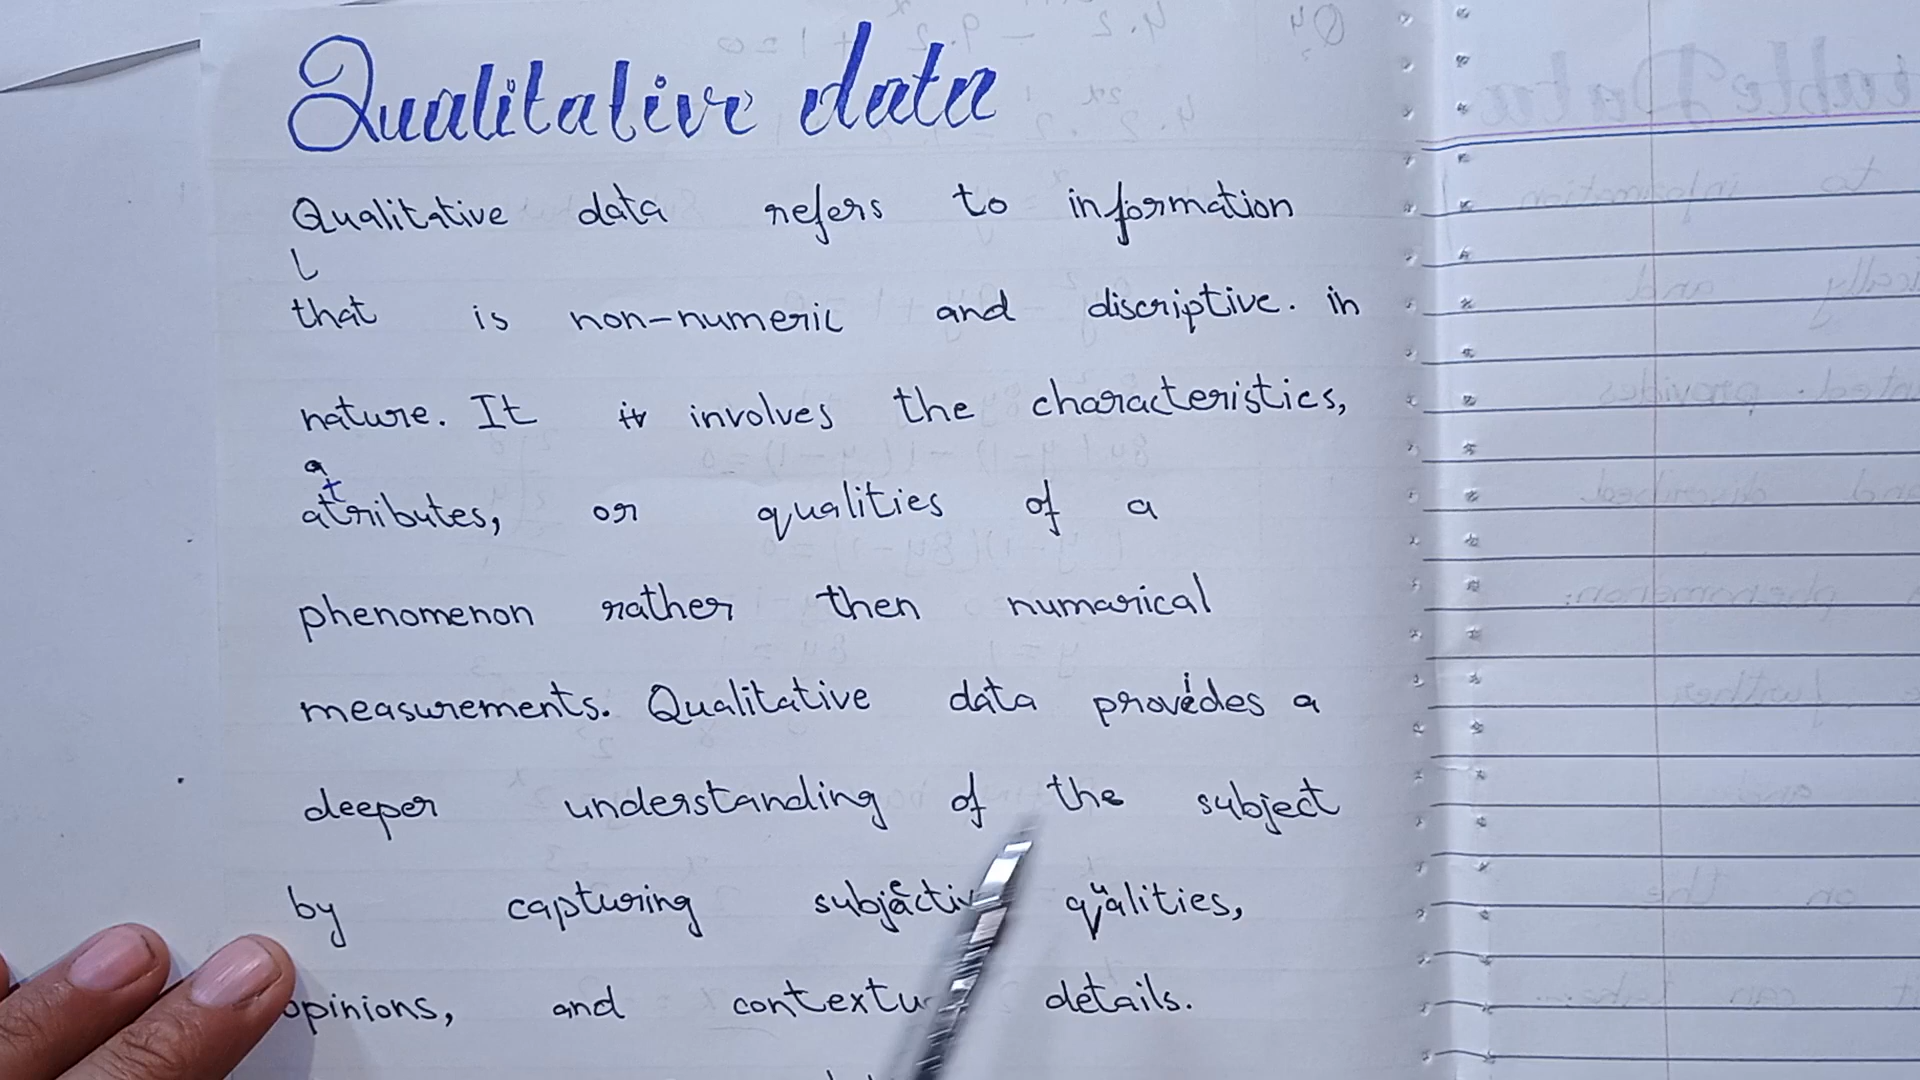 Qualitative data
Qualitative data refers to information
that is non-numeric and discriptive. in
nature. It involves the characteristics,
attributes, or qualities of a
phenomenon rather then numarical
measurements. Qualitative data provides a
deeper understanding of the subject
by capturing qualities,
opinions, and details.